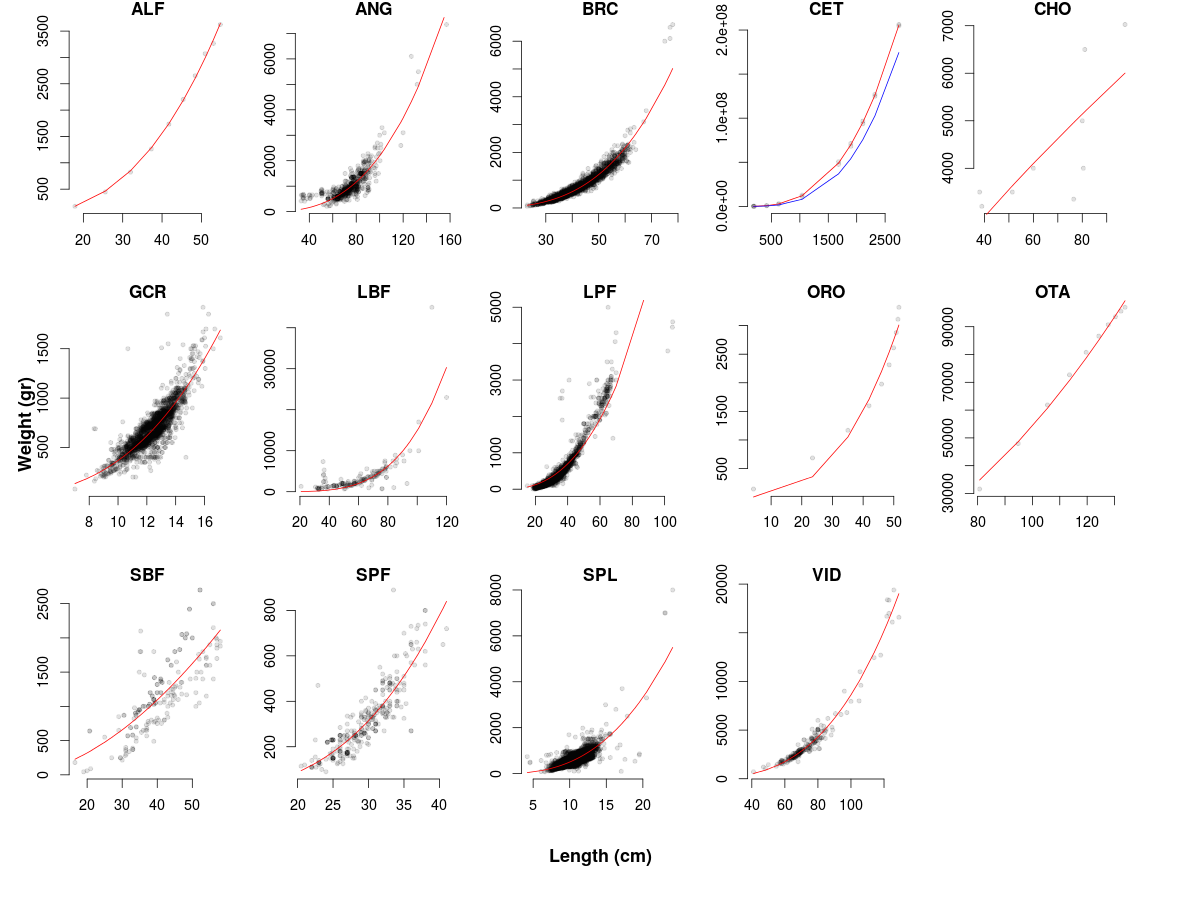 ALF ANG BRC CET CHO
500 1500 2500 3500
20 30 40 50
0 2000 4000 6000
40 80 120 160
0 2000 4000 6000
30 50 70
0.0e+00 1.0e+08 2.0e+08
500 1500 2500
4000 5000 6000 7000
40 60 80
GCR LBF LPF ORO OTA
Weight (gr)
500 1000 1500
8 10 12 14 16
0 10000 30000
20 40 60 80 120
0 1000 3000 5000
20 40 60 80 100
500 1500 2500
10 20 30 40 50
30000 50000 70000 90000
80 100 120
SBF SPF SPL VID
0 500 1500 2500
20 30 40 50
200 400 600 800
20 25 30 35 40
0 2000 4000 6000 8000
5 10 15 20
0 5000 10000 20000
40 60 80 100
Length (cm)